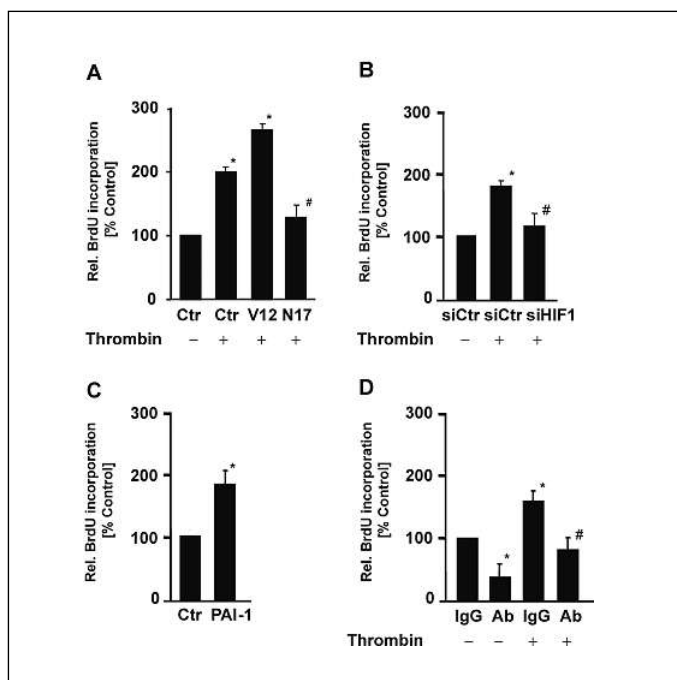 A
Rel. BrdU incorporation
[% Control]
300
200
100
0
*
*
#
Ctr Ctr V12 N17
Thrombin – + + +
B
Rel. BrdU incorporation
[% Control]
300
200
100
0
*
#
siCtr siCtr siHIF1
Thrombin – + +
C
Rel. BrdU incorporation
[% Control]
300
200
100
0
*
Ctr PAI-1
D
Rel. BrdU incorporation
[% Control]
300
200
100
0
*
*
#
IgG Ab IgG Ab
Thrombin – – + +